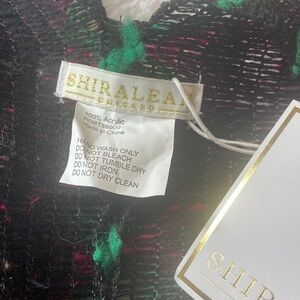 SHIRALEAH
CHICAGO
100% Acrylic
Made in China
HAND WASH ONLY
DO NOT BLEACH
DO NOT TUMBLE DRY
DO NOT IRON
DO NOT DRY CLEAN
SHIR